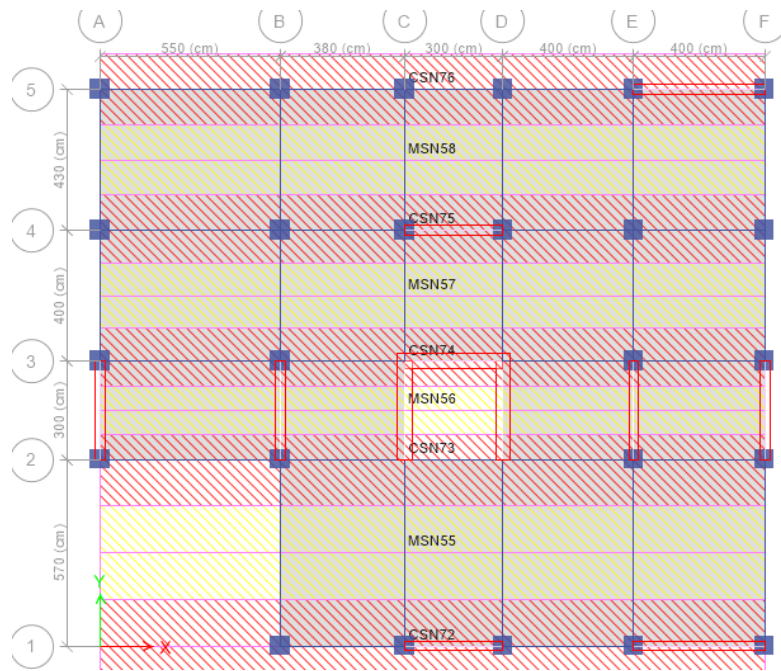 A B C D E F
550 (cm) 380 (cm) 300 (cm) 400 (cm) 400 (cm)
CSN76
5
430 (cm)
MSN58
CSN75
4
400 (cm)
MSN57
CSN74
3
300 (cm)
MSN56
CSN73
2
570 (cm)
MSN55
Y
CSN72
1
X